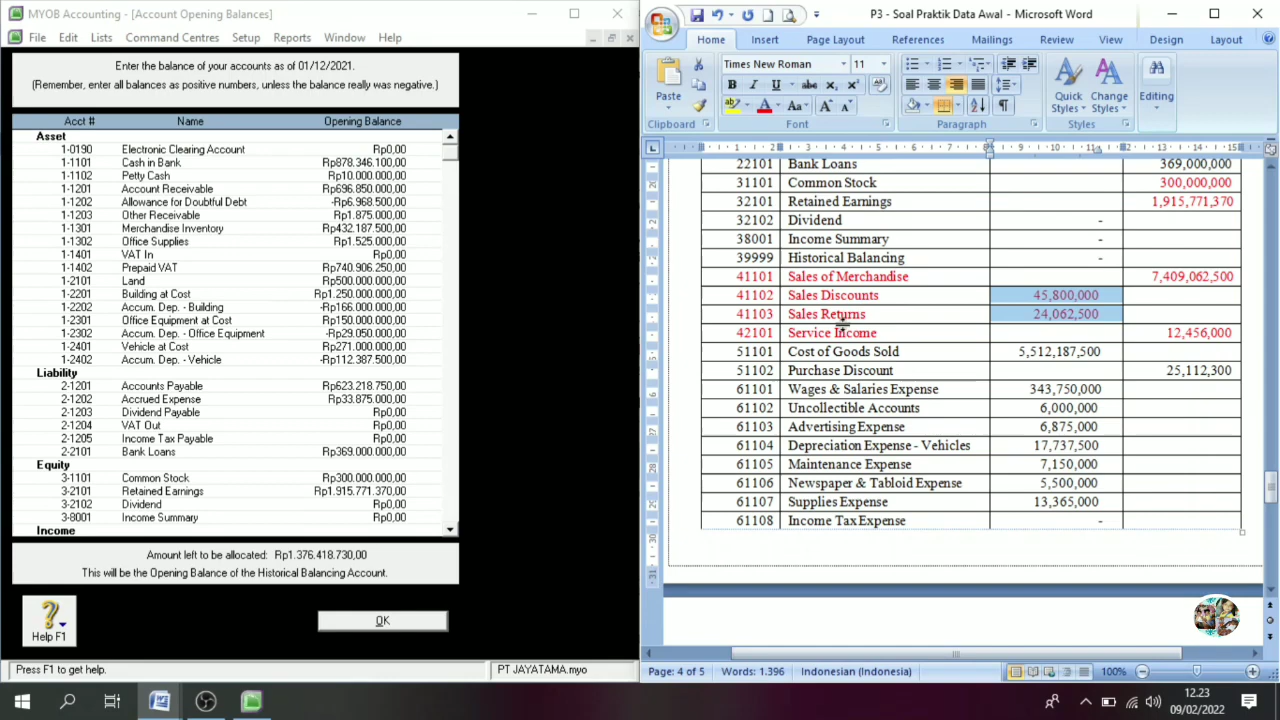 MYOB Accounting - [Account Opening Balances]
File Edit Lists Command Centres Setup Reports Window Help
Enter the balance of your accounts as of 01/12/2021.
(Remember, enter all balances as positive numbers, unless the balance really was negative.)
Acct # Name Opening Balance
Asset
1-0190 Electronic Clearing Account Rp0,00
1-1101 Cash in Bank Rp878.346.100,00
1-1102 Petty Cash Rp10.000.000,00
1-1201 Account Receivable Rp696.850.000,00
1-1202 Allowance for Doubtful Debt -Rp6.968.500,00
1-1203 Other Receivable Rp1.875.000,00
1-1301 Merchandise Inventory Rp432.187.500,00
1-1302 Office Supplies Rp1.525.000,00
1-1401 VAT In Rp0,00
1-1402 Prepaid VAT Rp740.906.250,00
1-2101 Land Rp500.000.000,00
1-2201 Building at Cost Rp1.250.000.000,00
1-2202 Accum. Dep. - Building -Rp166.000.000,00
1-2301 Office Equipment at Cost Rp131.000.000,00
1-2302 Accum. Dep. - Office Equipment -Rp29.050.000,00
1-2401 Vehicle at Cost Rp271.000.000,00
1-2402 Accum. Dep. - Vehicle -Rp112.387.500,00
Liability
2-1201 Accounts Payable Rp623.218.750,00
2-1202 Accrued Expense Rp33.875.000,00
2-1203 Dividend Payable Rp0,00
2-1204 VAT Out Rp0,00
2-1205 Income Tax Payable Rp0,00
2-2101 Bank Loans Rp369.000.000,00
Equity
3-1101 Common Stock Rp300.000.000,00
3-2101 Retained Earnings Rp1.915.771.370,00
3-2102 Dividend Rp0,00
3-8001 Income Summary Rp0,00
Income
Amount left to be allocated: Rp1.376.418.730,00
This will be the Opening Balance of the Historical Balancing Account.
Help F1
OK
Press F1 to get help. PT JAYATAMA.myo
P3 - Soal Praktik Data Awal - Microsoft Word
Home Insert Page Layout References Mailings Review View Design Layout
Paste
Times New Roman 11
B I U abc x₂ x² A
ab A Aa A A
Quick Styles
Change Styles
Editing
Clipboard Font Paragraph Styles
22101 Bank Loans 369,000,000
31101 Common Stock 300,000,000
32101 Retained Earnings 1,915,771,370
32102 Dividend -
38001 Income Summary -
39999 Historical Balancing -
41101 Sales of Merchandise 7,409,062,500
41102 Sales Discounts 45,800,000
41103 Sales Returns 24,062,500
42101 Service Income 12,456,000
51101 Cost of Goods Sold 5,512,187,500
51102 Purchase Discount 25,112,300
61101 Wages & Salaries Expense 343,750,000
61102 Uncollectible Accounts 6,000,000
61103 Advertising Expense 6,875,000
61104 Depreciation Expense - Vehicles 17,737,500
61105 Maintenance Expense 7,150,000
61106 Newspaper & Tabloid Expense 5,500,000
61107 Supplies Expense 13,365,000
61108 Income Tax Expense -
Page: 4 of 5 Words: 1.396 Indonesian (Indonesia) 100%
12.23
09/02/2022